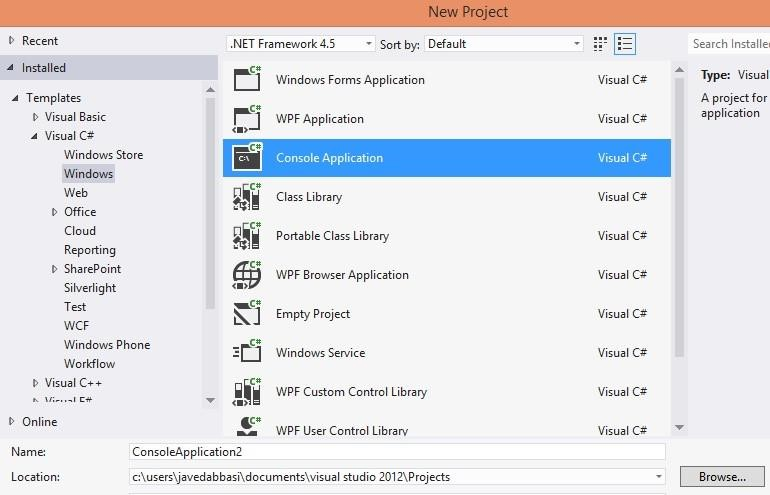 New Project
Recent
.NET Framework 4.5
Sort by: Default
Search Installed
Installed
Templates
Visual Basic
Visual C#
Windows Store
Windows
Web
Office
Cloud
Reporting
SharePoint
Silverlight
Test
WCF
Windows Phone
Workflow
Visual C++
Visual F#
Online
C# Windows Forms Application Visual C#
C# WPF Application Visual C#
C# C:\ Console Application Visual C#
C# Class Library Visual C#
C# Portable Class Library Visual C#
C# WPF Browser Application Visual C#
C# Empty Project Visual C#
C# Windows Service Visual C#
C# WPF Custom Control Library Visual C#
C# WPF User Control Library Visual C#
Type: Visual
A project for
application
Name: ConsoleApplication2
Location: c:\users\javedabbasi\documents\visual studio 2012\Projects
Browse...